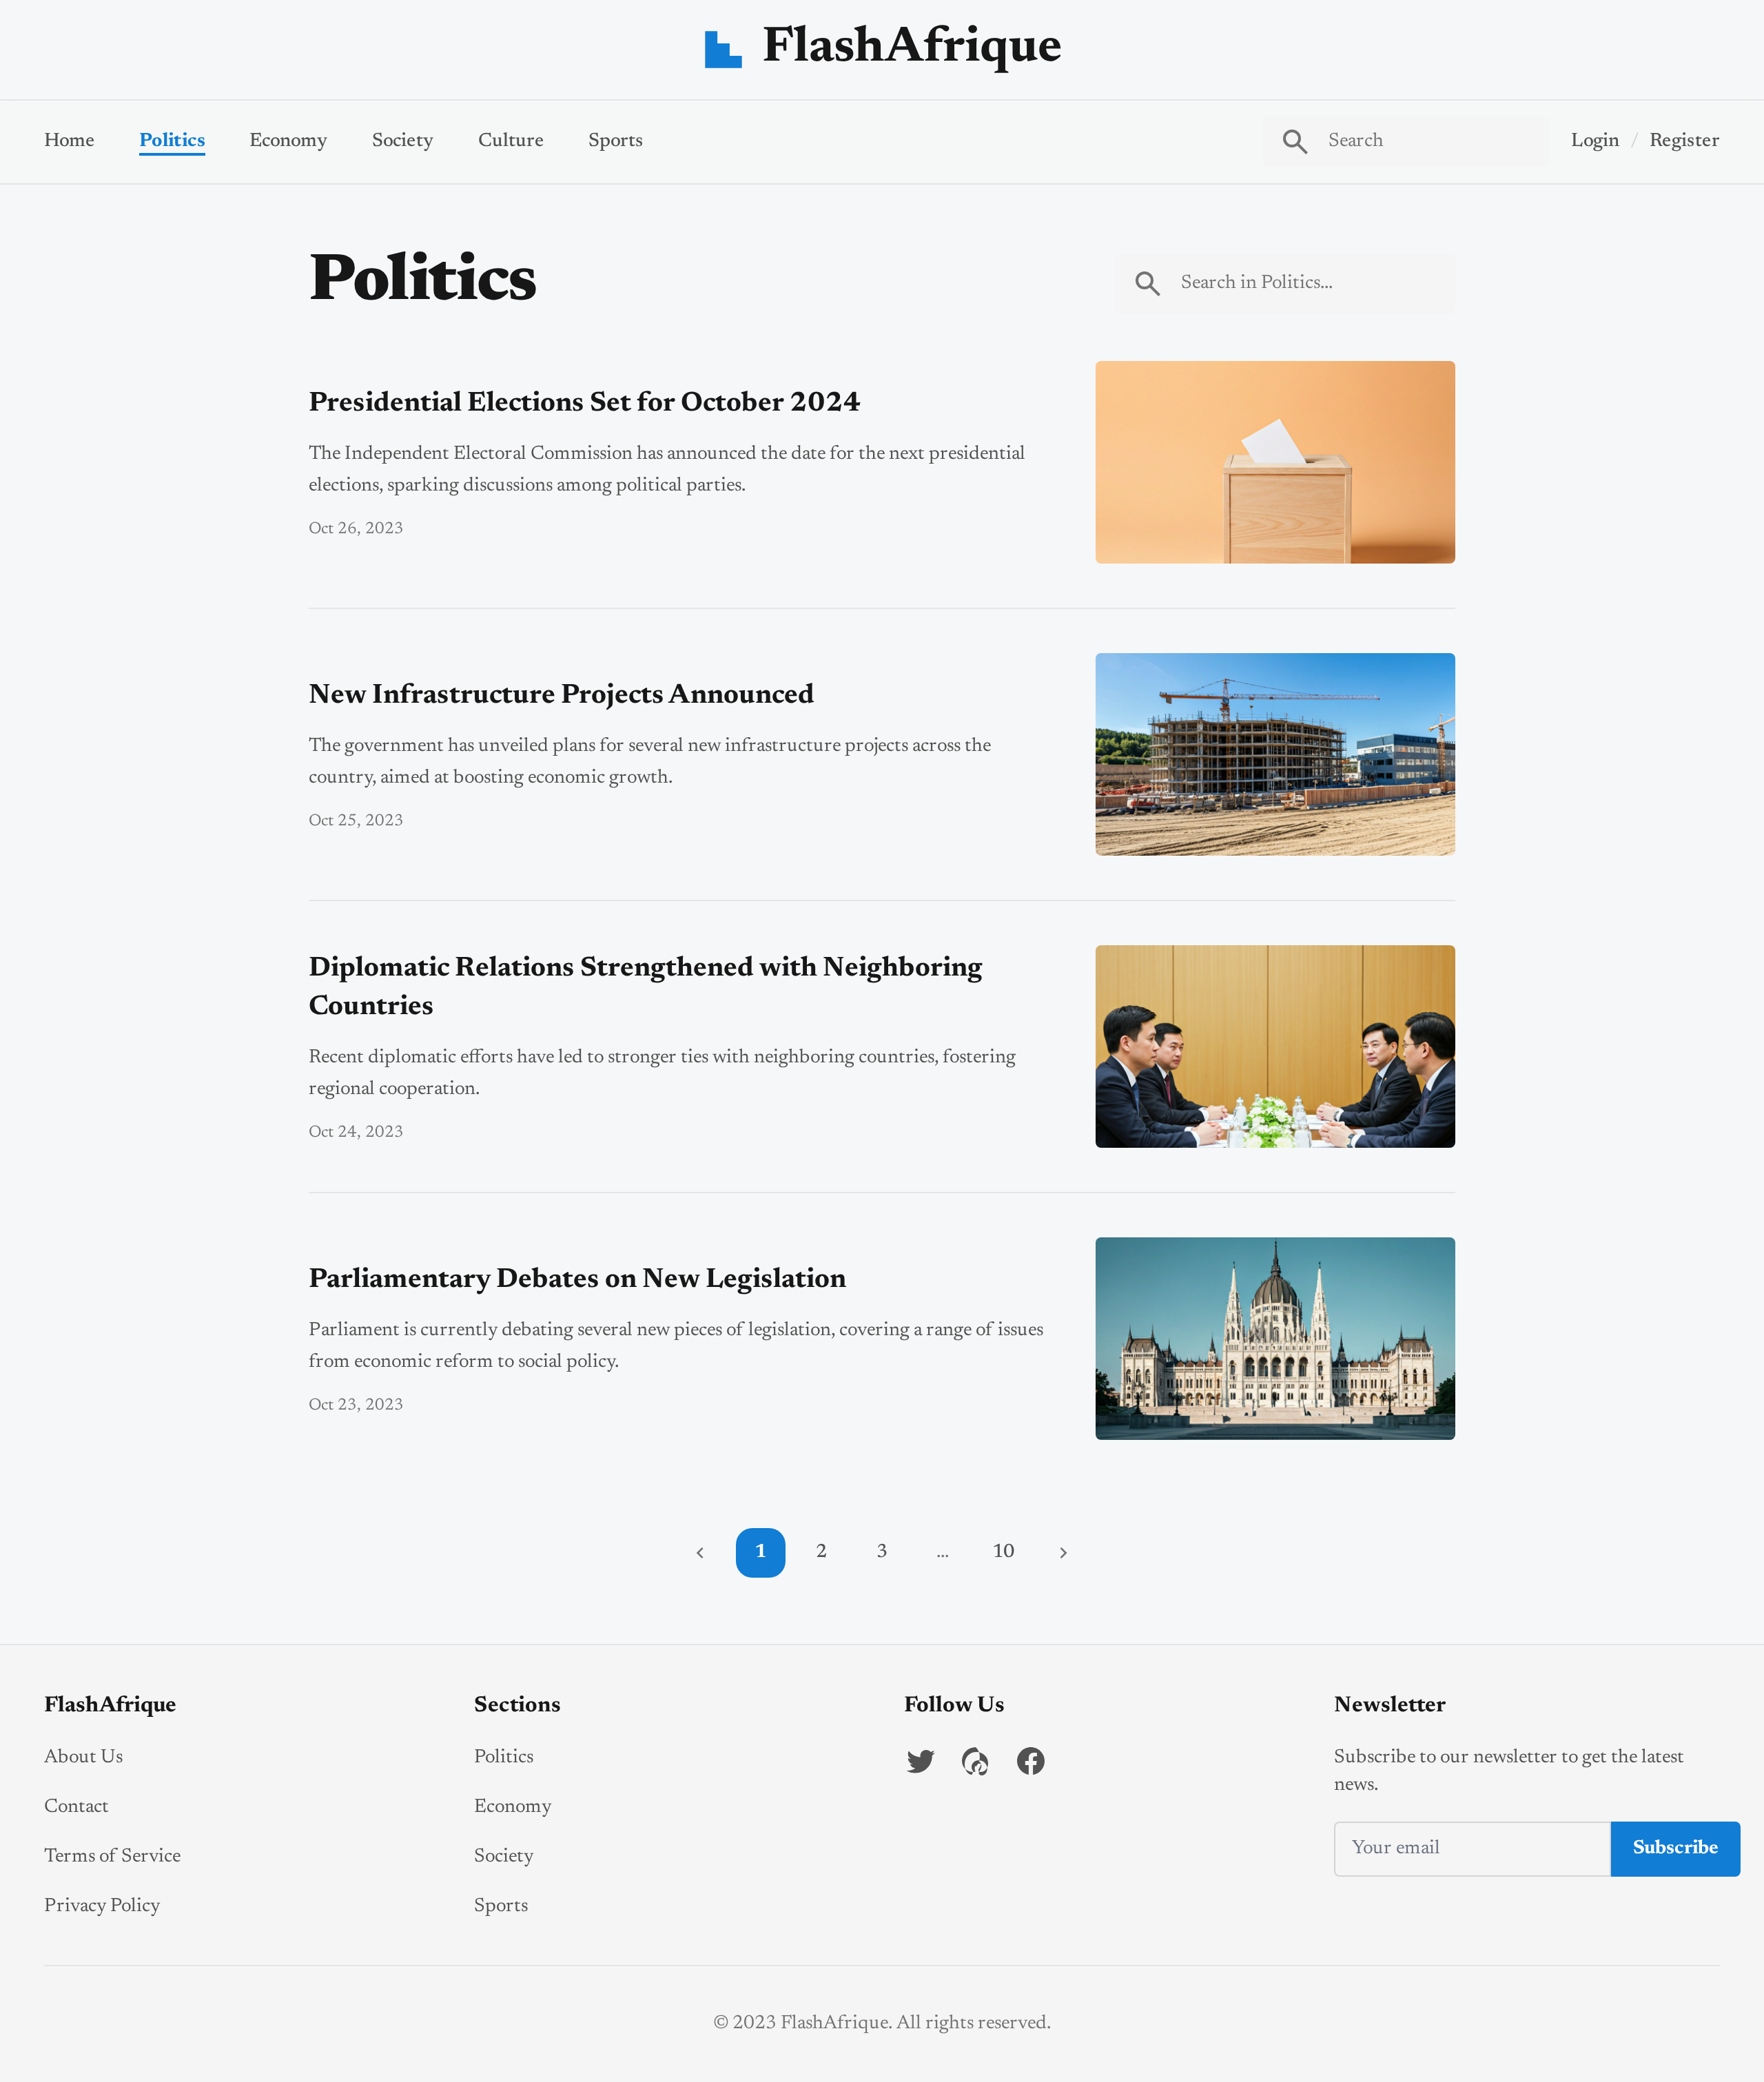 FlashAfrique
Home Politics Economy Society Culture Sports Search Login / Register
Politics
Search in Politics...
Presidential Elections Set for October 2024
The Independent Electoral Commission has announced the date for the next presidential
elections, sparking discussions among political parties.
Oct 26, 2023
New Infrastructure Projects Announced
The government has unveiled plans for several new infrastructure projects across the
country, aimed at boosting economic growth.
Oct 25, 2023
Diplomatic Relations Strengthened with Neighboring
Countries
Recent diplomatic efforts have led to stronger ties with neighboring countries, fostering
regional cooperation.
Oct 24, 2023
Parliamentary Debates on New Legislation
Parliament is currently debating several new pieces of legislation, covering a range of issues
from economic reform to social policy.
Oct 23, 2023
1 2 3 ... 10
FlashAfrique
About Us
Contact
Terms of Service
Privacy Policy
Sections
Politics
Economy
Society
Sports
Follow Us
Newsletter
Subscribe to our newsletter to get the latest
news.
Your email Subscribe
© 2023 FlashAfrique. All rights reserved.